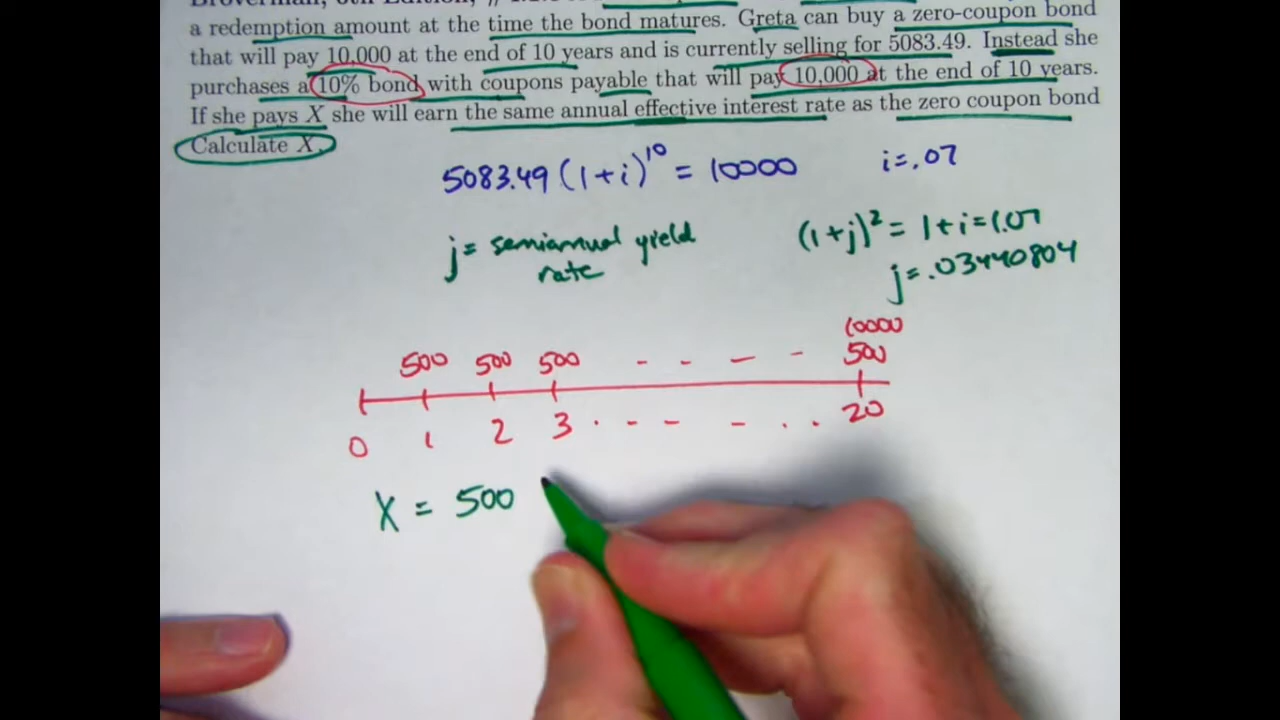 a redemption amount at the time the bond matures. Greta can buy a zero-coupon bond
that will pay 10,000 at the end of 10 years and is currently selling for 5083.49. Instead she
purchases a 10% bond with coupons payable that will pay 10,000 at the end of 10 years.
If she pays X she will earn the same annual effective interest rate as the zero coupon bond
Calculate X.
5083.49 (1+i)^10 = 10000 i=.07
j= semiannual yield (1+j)^2 = 1+i=1.07
rate j=.03440804
10000
500 500 500 - - - - 500
0 1 2 3 . - - - . . 20
X = 500